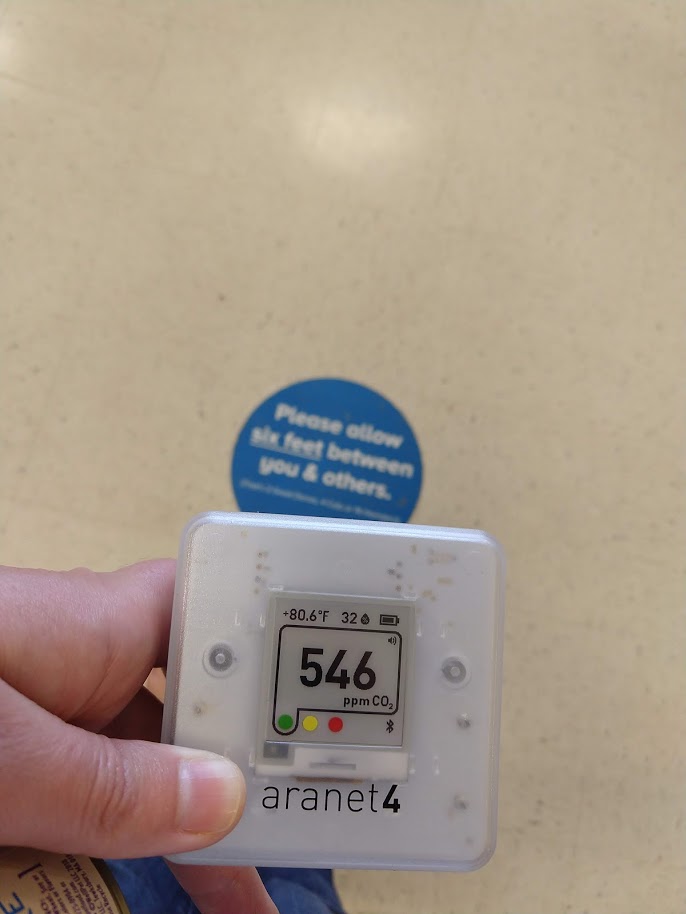 Please allow
six feet between
you & others.
+80.6°F 32
546
ppm CO₂
aranet4